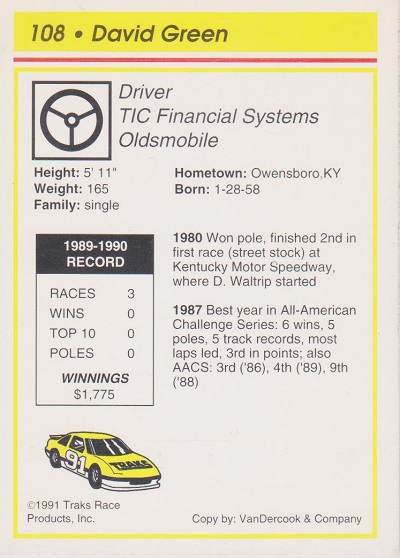 108 • David Green
Driver
TIC Financial Systems
Oldsmobile
Height: 5' 11"
Weight: 165
Family: single
Hometown: Owensboro,KY
Born: 1-28-58
1989-1990
RECORD
RACES 3
WINS 0
TOP 10 0
POLES 0
WINNINGS
$1,775
1980 Won pole, finished 2nd in
first race (street stock) at
Kentucky Motor Speedway,
where D. Waltrip started
1987 Best year in All-American
Challenge Series: 6 wins, 5
poles, 5 track records, most
laps led, 3rd in points; also
AACS: 3rd ('86), 4th ('89), 9th
('88)
91
TRAKS
©1991 Traks Race
Products, Inc.
Copy by: VanDercook & Company